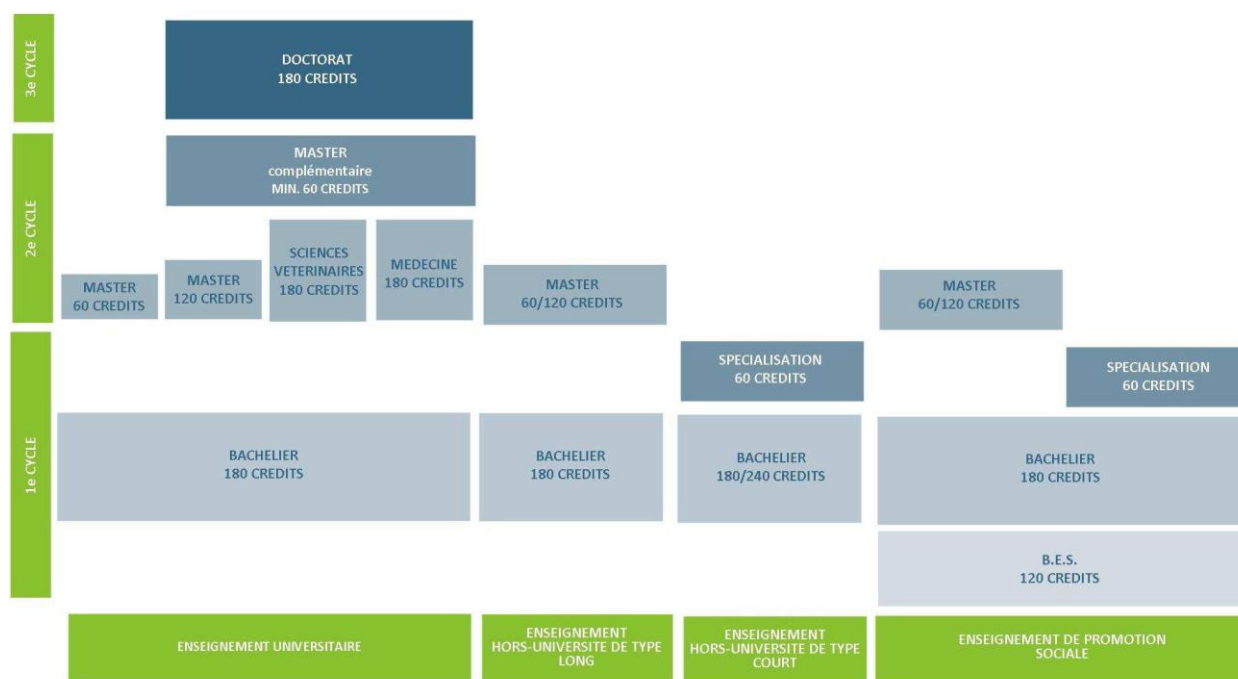 3e CYCLE
DOCTORAT
180 CREDITS
2e CYCLE
MASTER
complémentaire
MIN. 60 CREDITS
MASTER
60 CREDITS
MASTER
120 CREDITS
SCIENCES
VETERINAIRES
180 CREDITS
MEDECINE
180 CREDITS
MASTER
60/120 CREDITS
MASTER
60/120 CREDITS
1e CYCLE
SPECIALISATION
60 CREDITS
SPECIALISATION
60 CREDITS
BACHELIER
180 CREDITS
BACHELIER
180 CREDITS
BACHELIER
180/240 CREDITS
BACHELIER
180 CREDITS
B.E.S.
120 CREDITS
ENSEIGNEMENT UNIVERSITAIRE
ENSEIGNEMENT
HORS-UNIVERSITE DE TYPE
LONG
ENSEIGNEMENT
HORS-UNIVERSITE DE TYPE
COURT
ENSEIGNEMENT DE PROMOTION
SOCIALE